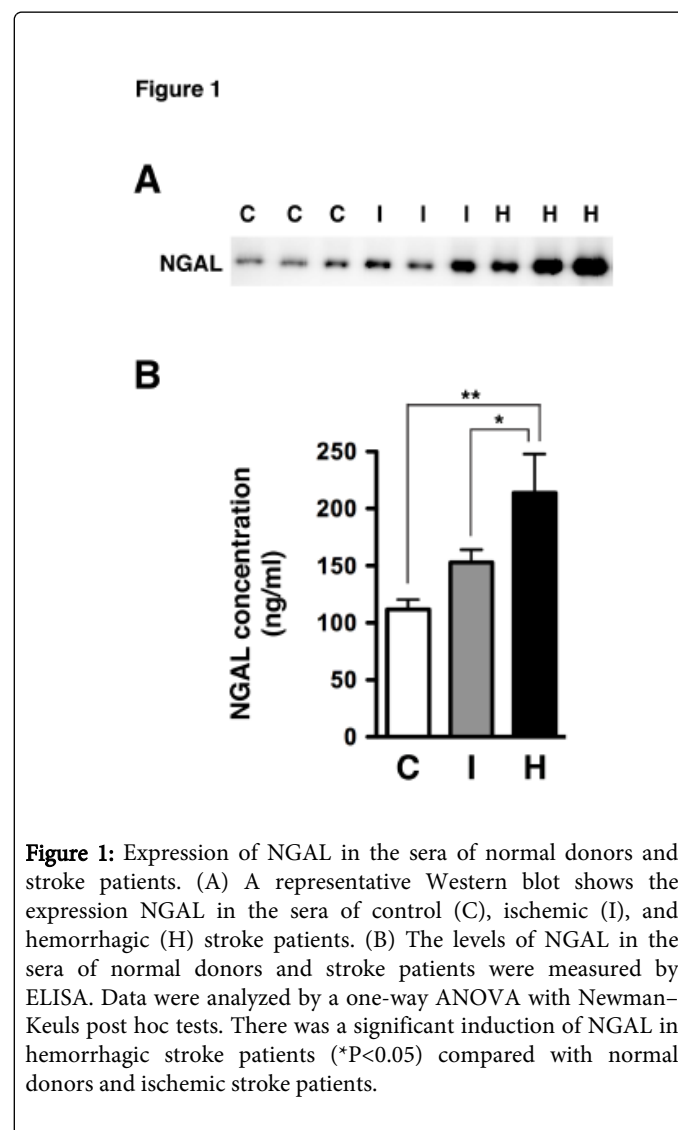 Figure 1
A
C C C I I I H H H
NGAL
B
**
*
250
200
150
100
50
0
NGAL concentration
(ng/ml)
C I H
Figure 1: Expression of NGAL in the sera of normal donors and
stroke patients. (A) A representative Western blot shows the
expression NGAL in the sera of control (C), ischemic (I), and
hemorrhagic (H) stroke patients. (B) The levels of NGAL in the
sera of normal donors and stroke patients were measured by
ELISA. Data were analyzed by a one-way ANOVA with Newman–
Keuls post hoc tests. There was a significant induction of NGAL in
hemorrhagic stroke patients (*P<0.05) compared with normal
donors and ischemic stroke patients.